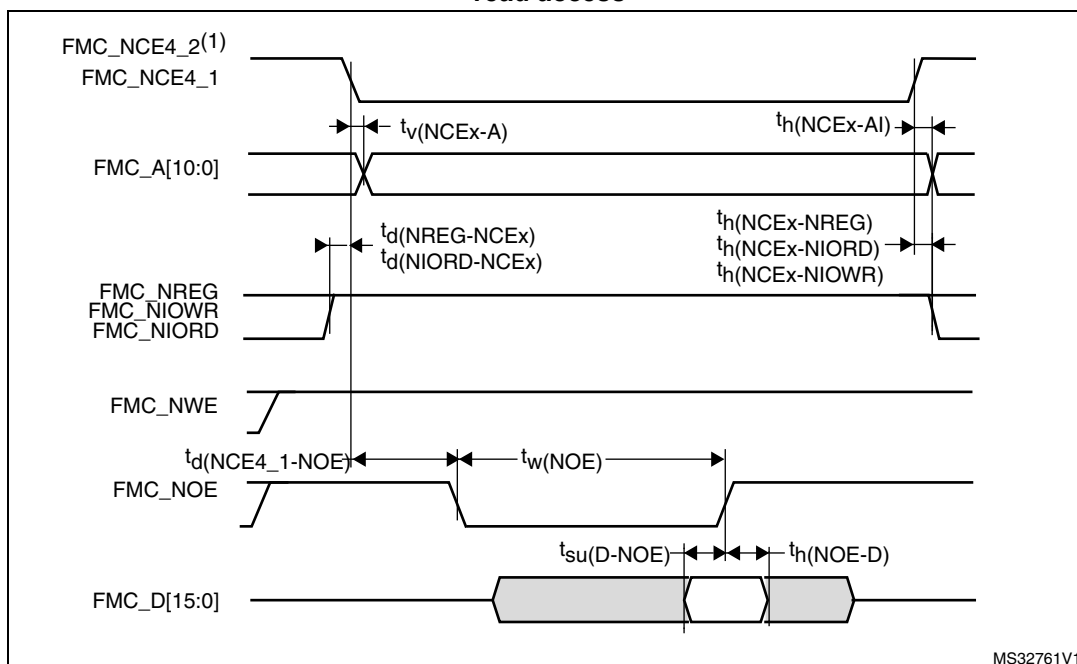 FMC_NCE4_2(1)
FMC_NCE4_1
tv(NCEx-A)
th(NCEx-AI)
FMC_A[10:0]
td(NREG-NCEx)
td(NIORD-NCEx)
th(NCEx-NREG)
th(NCEx-NIORD)
th(NCEx-NIOWR)
FMC_NREG
FMC_NIOWR
FMC_NIORD
FMC_NWE
td(NCE4_1-NOE)
tw(NOE)
FMC_NOE
tsu(D-NOE)
th(NOE-D)
FMC_D[15:0]
MS32761V1